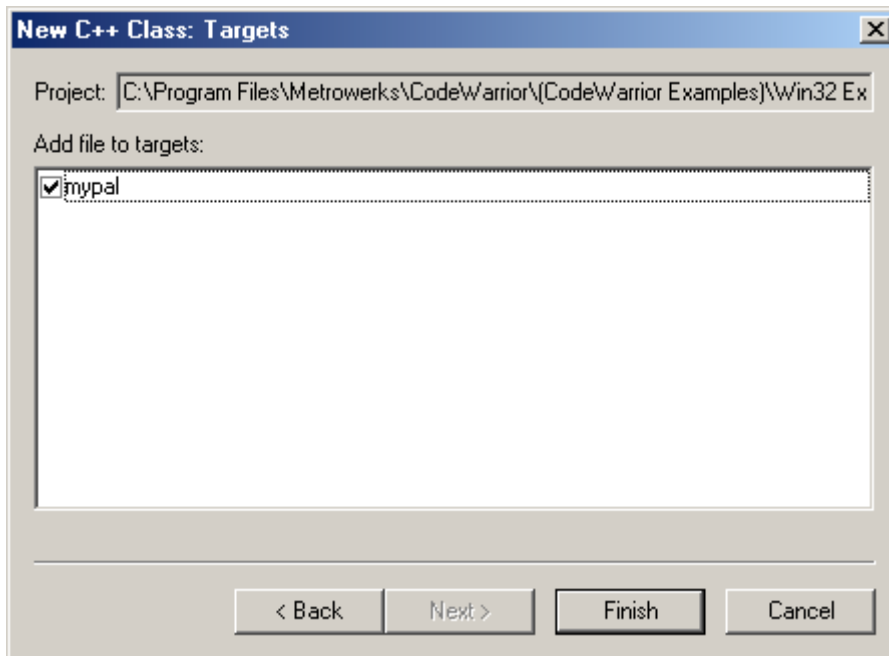 New C++ Class: Targets
Project: C:\Program Files\Metrowerks\CodeWarrior\(CodeWarrior Examples)\Win32 Ex
Add file to targets:
mypal
< Back Next > Finish Cancel